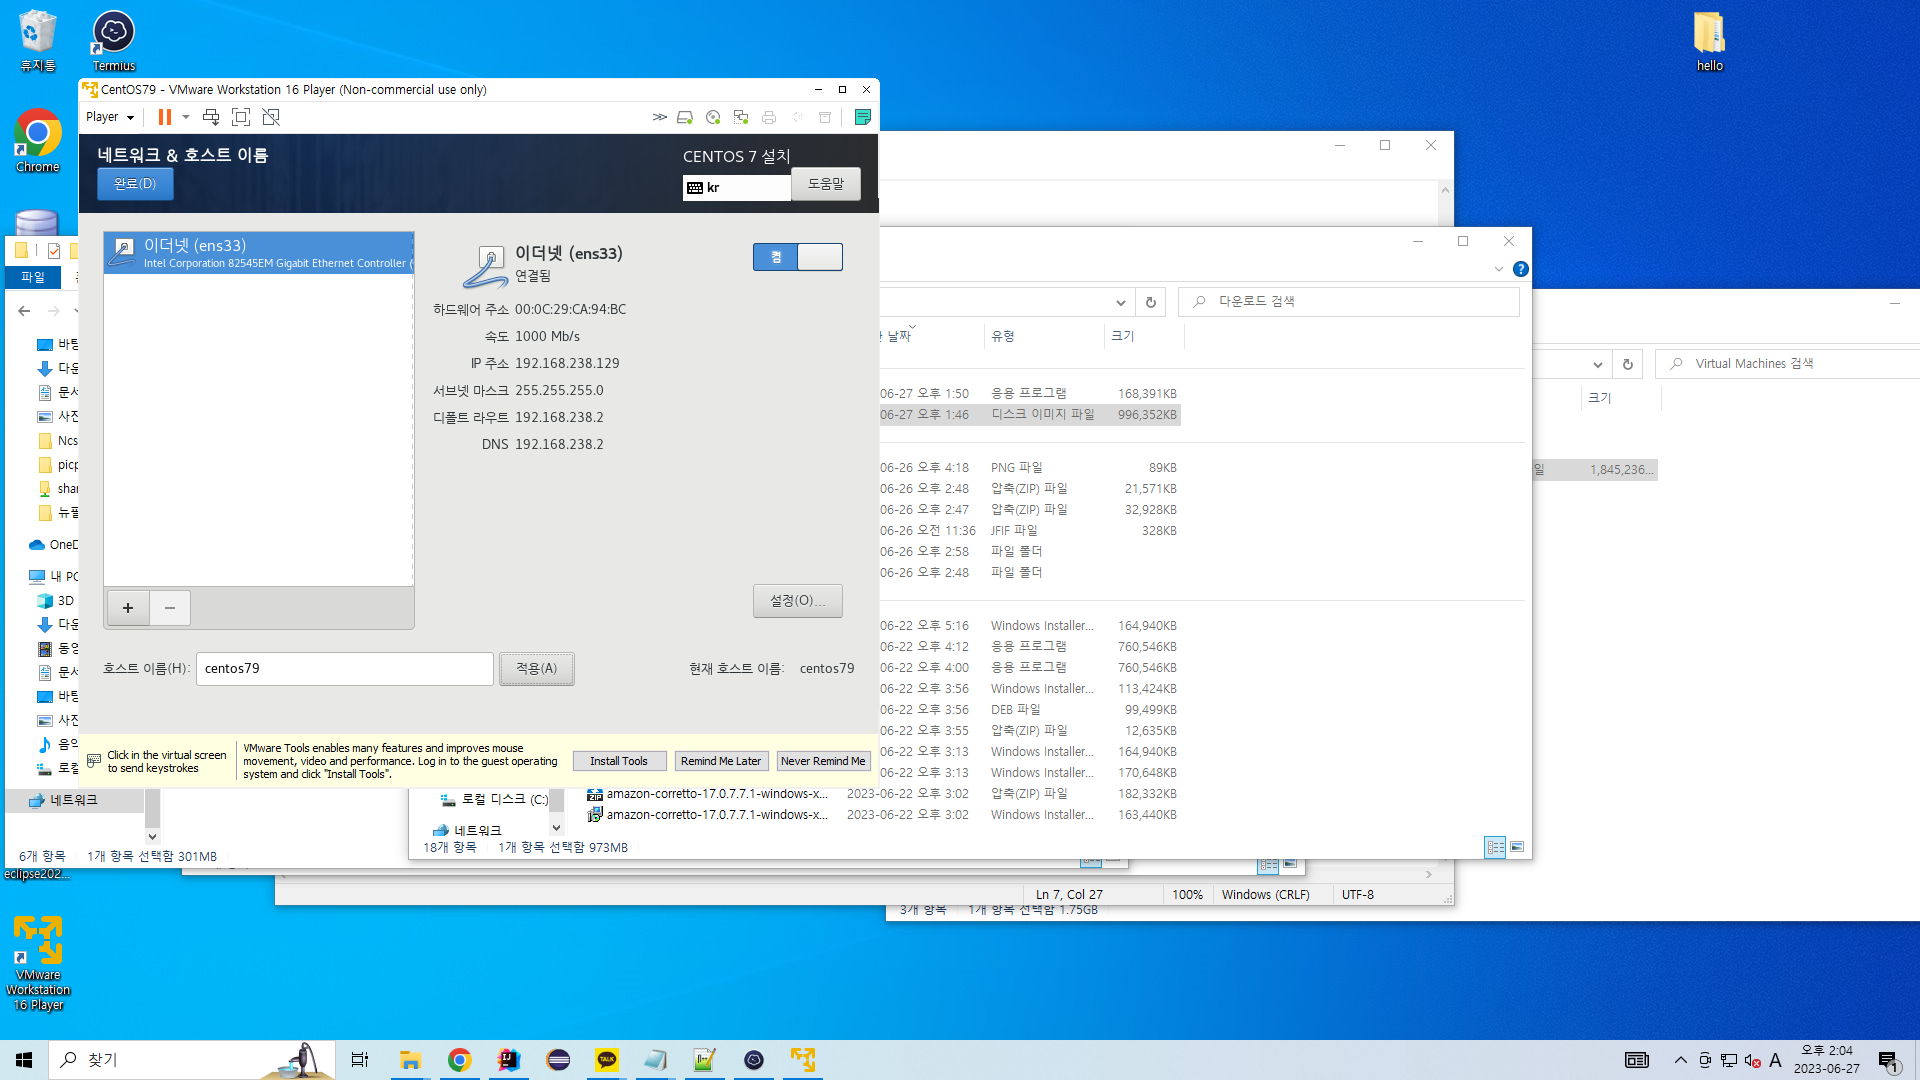 휴지통
Termius
hello
Chrome
CentOS79 - VMware Workstation 16 Player (Non-commercial use only)
Player
네트워크 & 호스트 이름
완료(D)
CENTOS 7 설치
kr
도움말
이더넷 (ens33)
Intel Corporation 82545EM Gigabit Ethernet Controller (
이더넷 (ens33)
연결됨
켬
하드웨어 주소 00:0C:29:CA:94:BC
속도 1000 Mb/s
IP 주소 192.168.238.129
서브넷 마스크 255.255.255.0
디폴트 라우트 192.168.238.2
DNS 192.168.238.2
설정(O)...
호스트 이름(H): centos79 적용(A)
현재 호스트 이름: centos79
Click in the virtual screen
to send keystrokes
VMware Tools enables many features and improves mouse
movement, video and performance. Log in to the guest operating
system and click "Install Tools".
Install Tools
Remind Me Later
Never Remind Me
파일
바탕
다운
문서
사진
Ncs
picp
shar
뉴필
OneD
내 PC
3D
다운
동영
문서
바탕
사진
음악
로컬
네트워크
6개 항목 1개 항목 선택함 301MB
eclipse202...
VMware
Workstation
16 Player
다운로드 검색
날짜 유형 크기
06-27 오후 1:50 응용 프로그램 168,391KB
06-27 오후 1:46 디스크 이미지 파일 996,352KB
06-26 오후 4:18 PNG 파일 89KB
06-26 오후 2:48 압축(ZIP) 파일 21,571KB
06-26 오후 2:47 압축(ZIP) 파일 32,928KB
06-26 오전 11:36 JFIF 파일 328KB
06-26 오후 2:58 파일 폴더
06-26 오후 2:48 파일 폴더
06-22 오후 5:16 Windows Installer... 164,940KB
06-22 오후 4:12 응용 프로그램 760,546KB
06-22 오후 4:00 응용 프로그램 760,546KB
06-22 오후 3:56 Windows Installer... 113,424KB
06-22 오후 3:56 DEB 파일 99,499KB
06-22 오후 3:55 압축(ZIP) 파일 12,635KB
06-22 오후 3:13 Windows Installer... 164,940KB
06-22 오후 3:13 Windows Installer... 170,648KB
amazon-corretto-17.0.7.7.1-windows-x... 2023-06-22 오후 3:02 압축(ZIP) 파일 182,332KB
amazon-corretto-17.0.7.7.1-windows-x... 2023-06-22 오후 3:02 Windows Installer... 163,440KB
로컬 디스크 (C:)
네트워크
18개 항목 1개 항목 선택함 973MB
Virtual Machines 검색
크기
일 1,845,236...
Ln 7, Col 27 100% Windows (CRLF) UTF-8
3개 항목 1개 항목 선택함 1.75GB
찾기
TALK
A
오후 2:04
2023-06-27
1